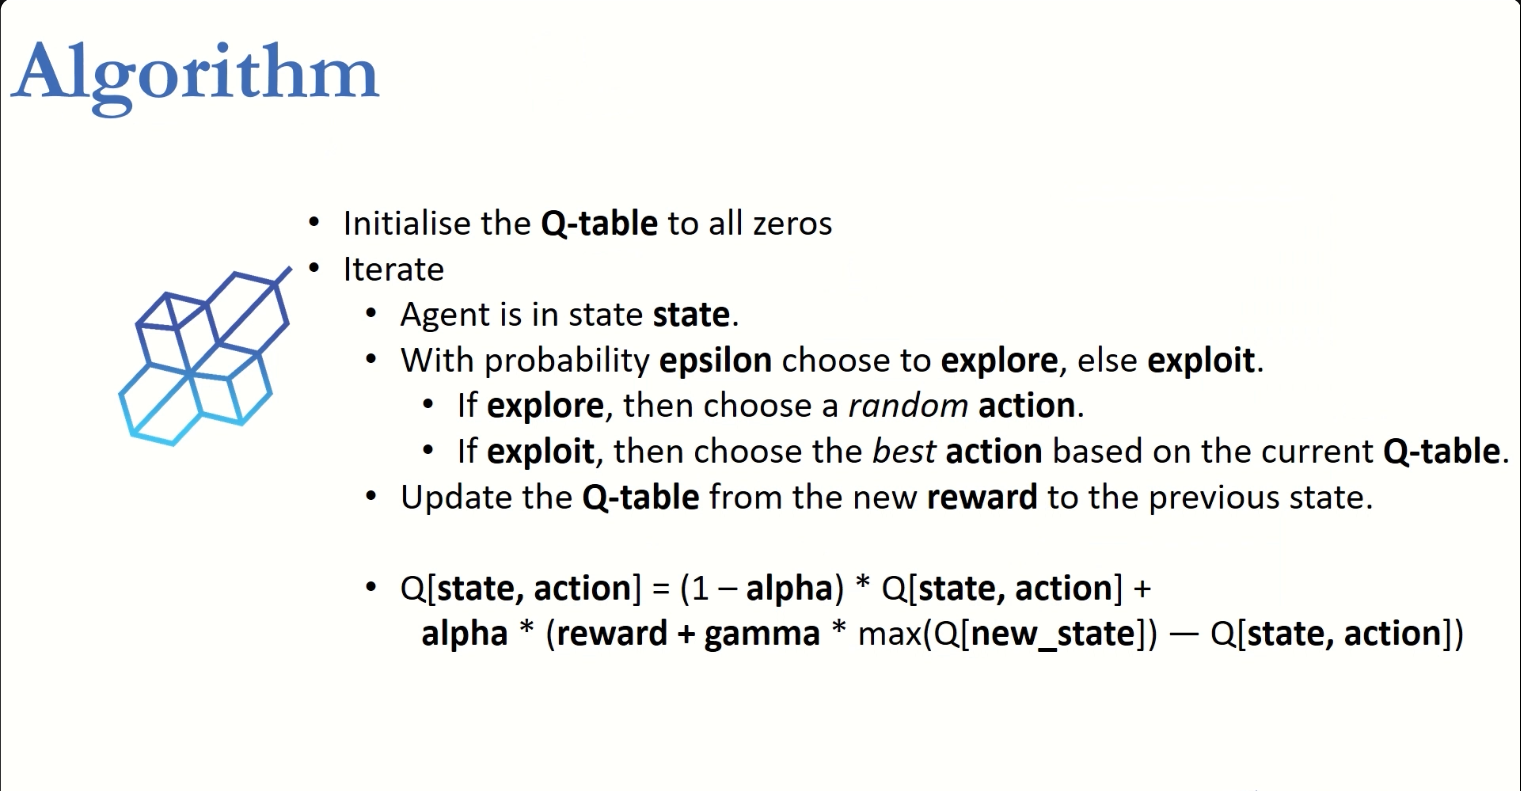 Algorithm
• Initialise the Q-table to all zeros
• Iterate
• Agent is in state state.
• With probability epsilon choose to explore, else exploit.
• If explore, then choose a random action.
• If exploit, then choose the best action based on the current Q-table.
• Update the Q-table from the new reward to the previous state.
• Q[state, action] = (1 – alpha) * Q[state, action] +
alpha * (reward + gamma * max(Q[new_state]) — Q[state, action])